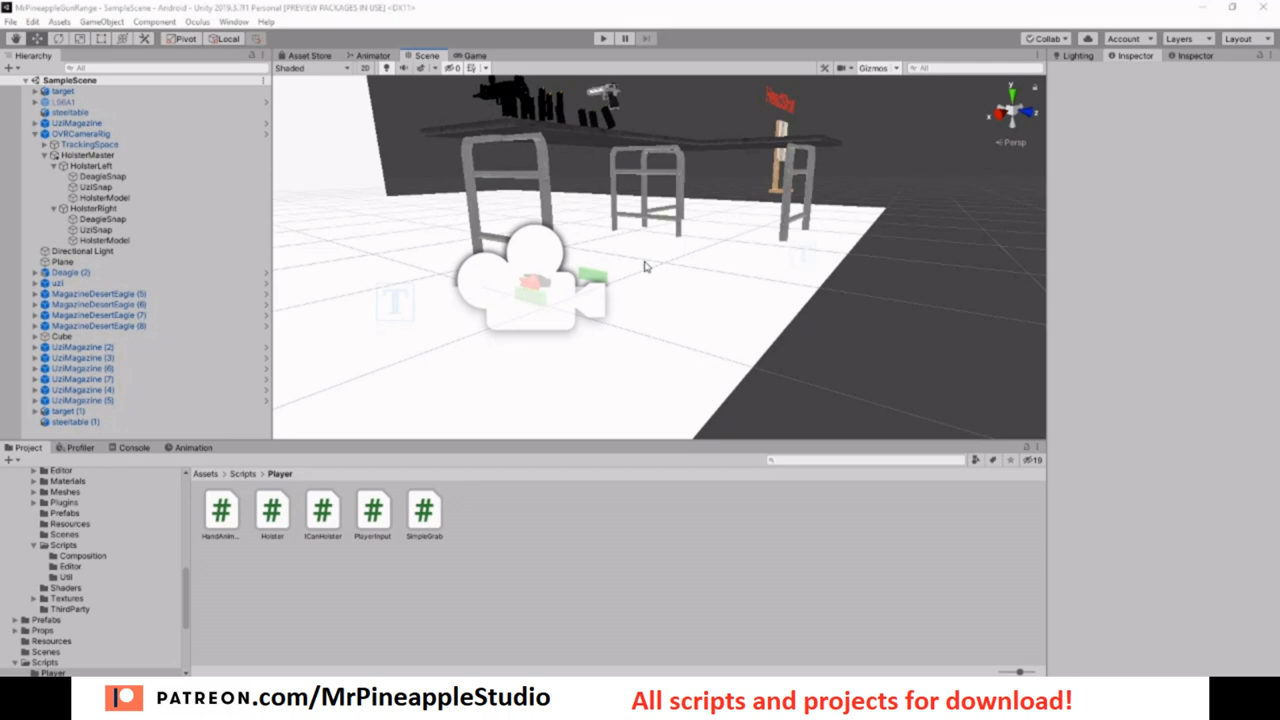 MrPineappleGunRange - SampleScene - Android - Unity 2019.3.7f1 Personal [PREVIEW PACKAGES IN USE] <DX11>
File Edit Assets GameObject Component Oculus Window Help
Pivot Local Collab Account Layers Layout
Hierarchy Asset Store Animator Scene Game Lighting Inspector Inspector
All Shaded 2D 0 Gizmos All
SampleScene
target
L96A1
steeltable
UziMagazine
OVRCameraRig
TrackingSpace
HolsterMaster
HolsterLeft
DeagleSnap
UziSnap
HolsterModel
HolsterRight
DeagleSnap
UziSnap
HolsterModel
Directional Light
Plane
Deagle (2)
uzi
MagazineDesertEagle (5)
MagazineDesertEagle (6)
MagazineDesertEagle (7)
MagazineDesertEagle (8)
Cube
UziMagazine (2)
UziMagazine (3)
UziMagazine (6)
UziMagazine (7)
UziMagazine (4)
UziMagazine (5)
target (1)
steeltable (1)
y
x
z
Persp
T
Project Profiler Console Animation
19
Editor
Materials
Meshes
Plugins
Prefabs
Resources
Scenes
Scripts
Composition
Editor
Util
Shaders
Textures
ThirdParty
Prefabs
Props
Resources
Scenes
Scripts
Player
Assets > Scripts > Player
# # # # #
HandAnim... Holster ICanHolster PlayerInput SimpleGrab
PATREON.com/MrPineappleStudio
All scripts and projects for download!